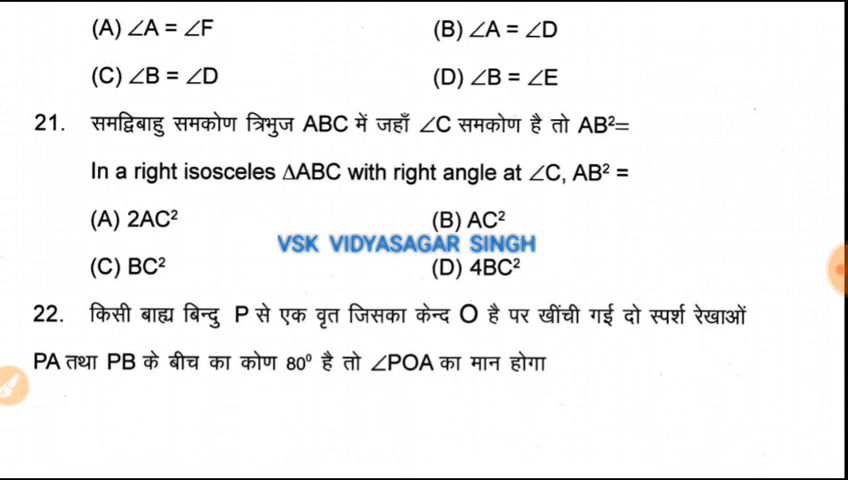 (A) ∠A = ∠F (B) ∠A = ∠D
(C) ∠B = ∠D (D) ∠B = ∠E
21. समद्विबाहु समकोण त्रिभुज ABC में जहाँ ∠C समकोण है तो AB²=
In a right isosceles ΔABC with right angle at ∠C, AB² =
(A) 2AC² (B) AC²
VSK VIDYASAGAR SINGH
(C) BC² (D) 4BC²
22. किसी बाह्य बिन्दु P से एक वृत जिसका केन्द O है पर खींची गई दो स्पर्श रेखाओं
PA तथा PB के बीच का कोण 80⁰ है तो ∠POA का मान होगा